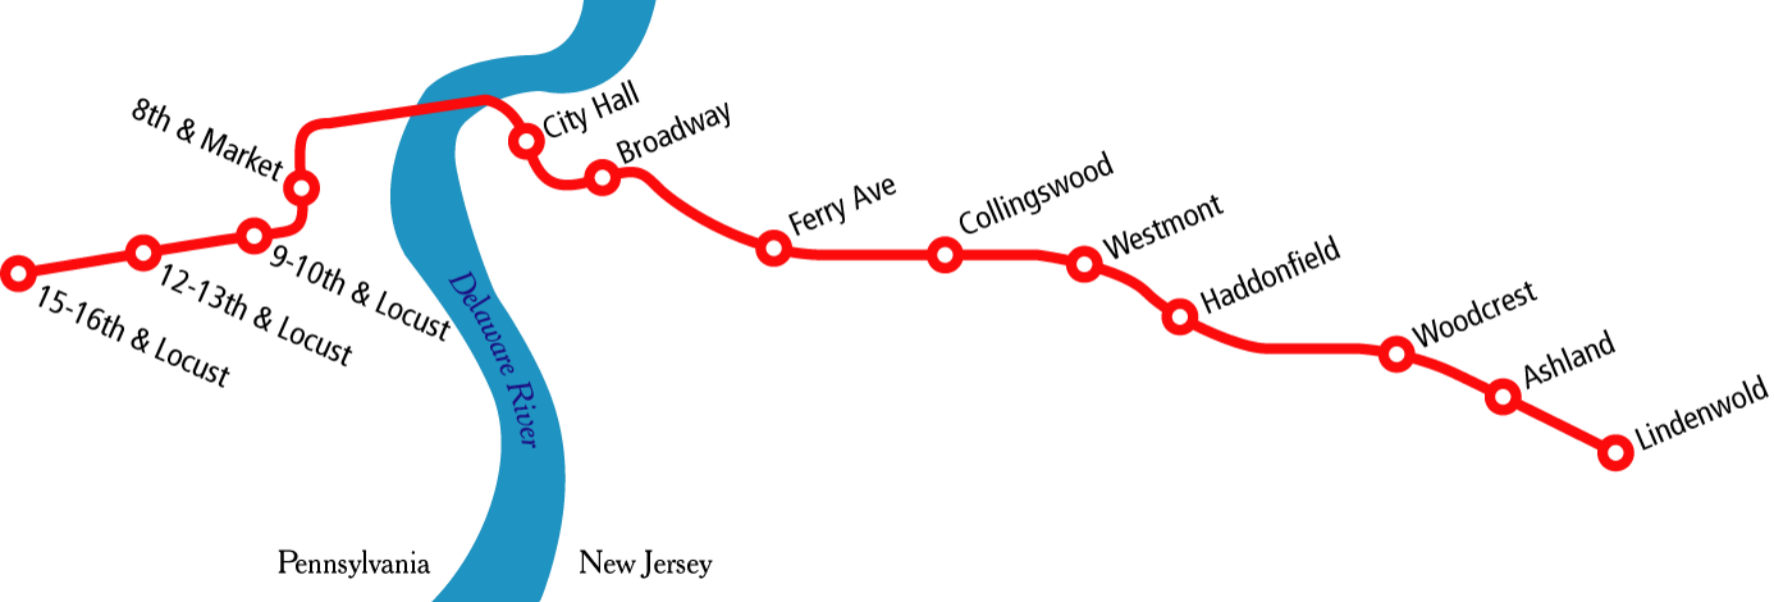 8th & Market
City Hall
Broadway
Ferry Ave
Collingswood
Westmont
Haddonfield
Woodcrest
Ashland
Lindenwold
9-10th & Locust
12-13th & Locust
15-16th & Locust
Delaware River
Pennsylvania
New Jersey